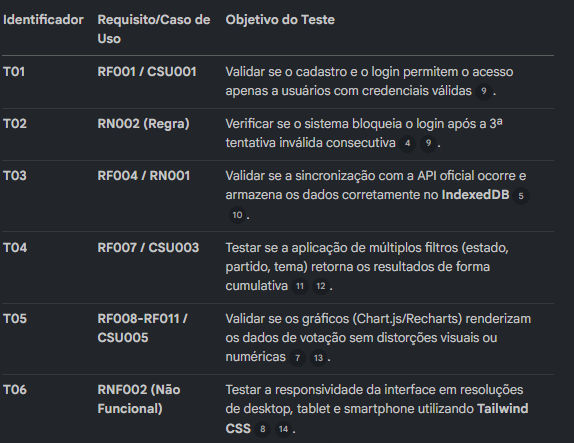 Identificador Requisito/Caso de Uso Objetivo do Teste
T01 RF001 / CSU001 Validar se o cadastro e o login permitem o acesso
apenas a usuários com credenciais válidas 9 .
T02 RN002 (Regra) Verificar se o sistema bloqueia o login após a 3ª
tentativa inválida consecutiva 4 9 .
T03 RF004 / RN001 Validar se a sincronização com a API oficial ocorre e
armazena os dados corretamente no IndexedDB 5
10 .
T04 RF007 / CSU003 Testar se a aplicação de múltiplos filtros (estado,
partido, tema) retorna os resultados de forma
cumulativa 11 12 .
T05 RF008-RF011 / Validar se os gráficos (Chart.js/Recharts) renderizam
CSU005 os dados de votação sem distorções visuais ou
numéricas 7 13 .
T06 RNF002 (Não Testar a responsividade da interface em resoluções
Funcional) de desktop, tablet e smartphone utilizando Tailwind
CSS 8 14 .